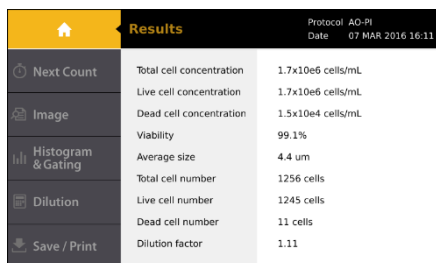 Results
Protocol AO-PI
Date 07 MAR 2016 16:11
Next Count
Image
Histogram
& Gating
Dilution
Save / Print
Total cell concentration 1.7x10e6 cells/mL
Live cell concentration 1.7x10e6 cells/mL
Dead cell concentration 1.5x10e4 cells/mL
Viability 99.1%
Average size 4.4 um
Total cell number 1256 cells
Live cell number 1245 cells
Dead cell number 11 cells
Dilution factor 1.11